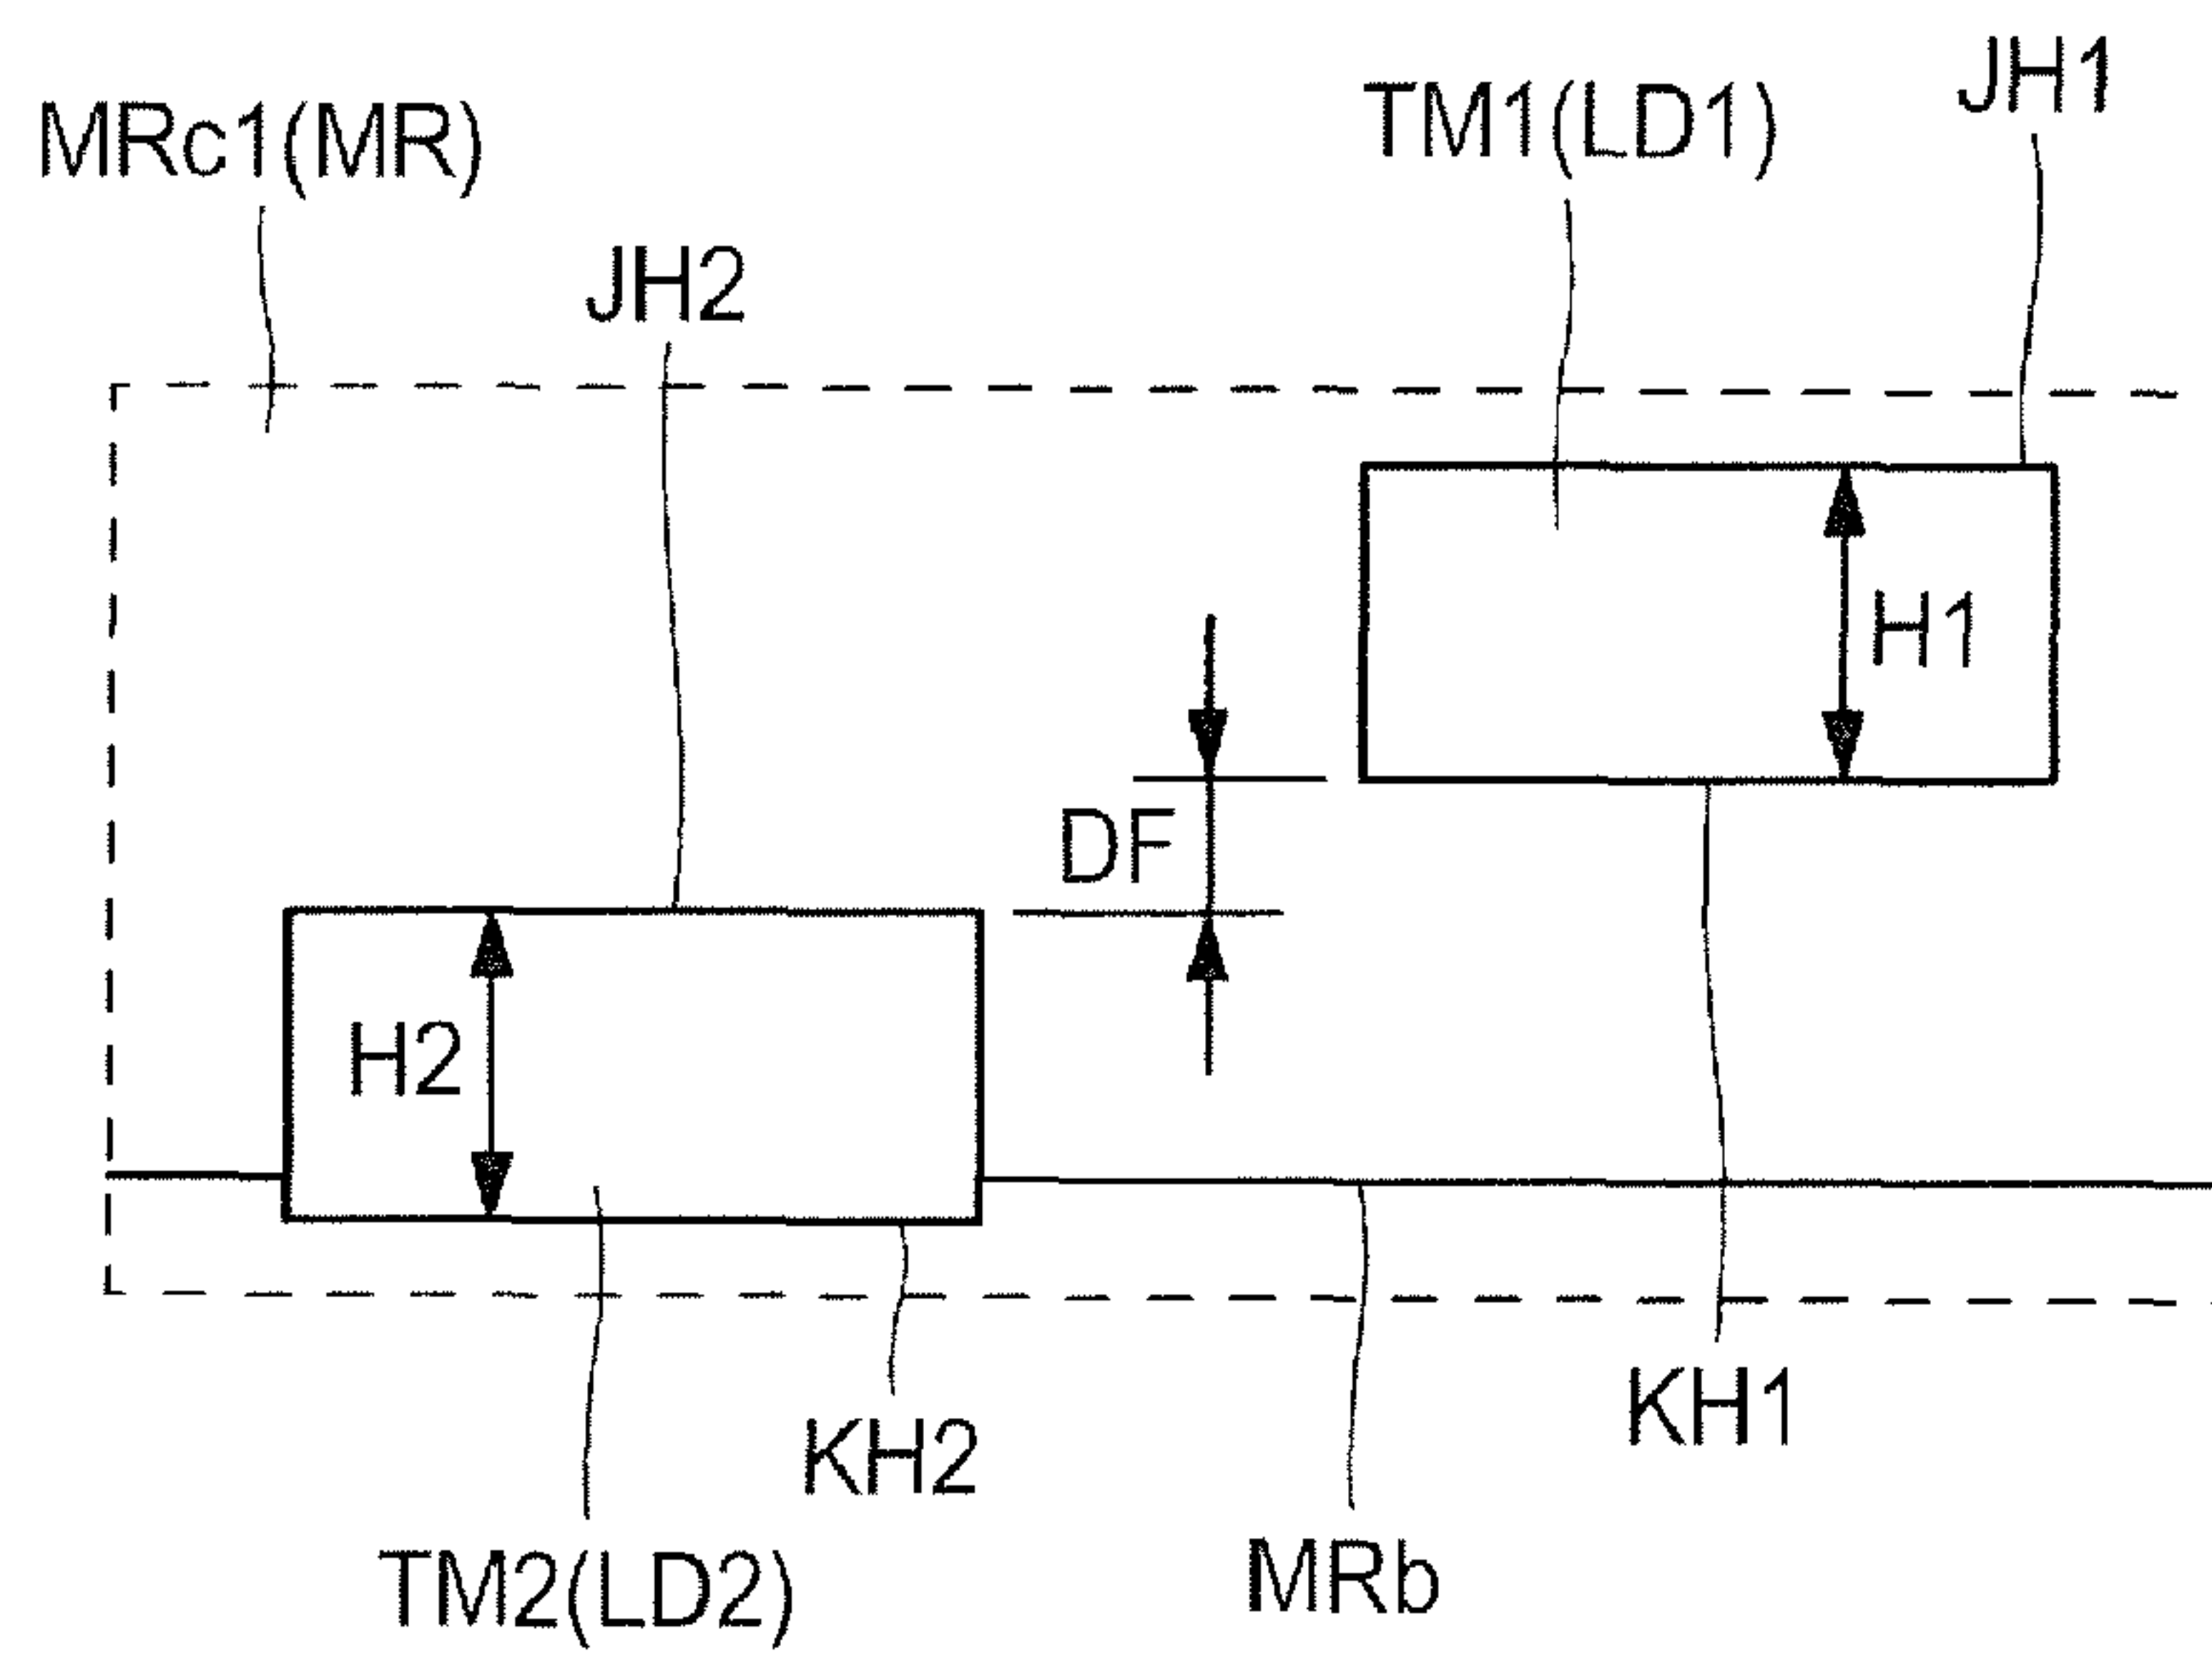 JH1
TM1(LD1)
MRc1(MR)
JH2
H1
DF
H2
KH1
KH2
MRb
TM2(LD2)